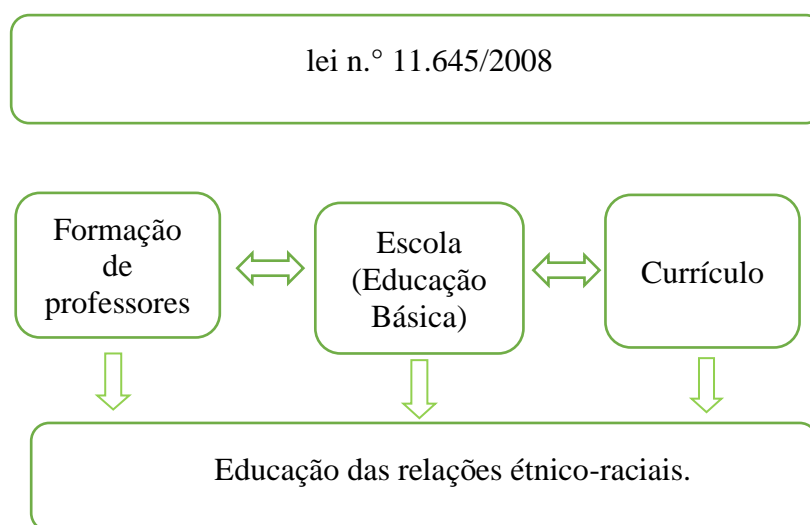 lei n.° 11.645/2008
Formação
de
professores
Escola
(Educação
Básica)
Currículo
Educação das relações étnico-raciais.